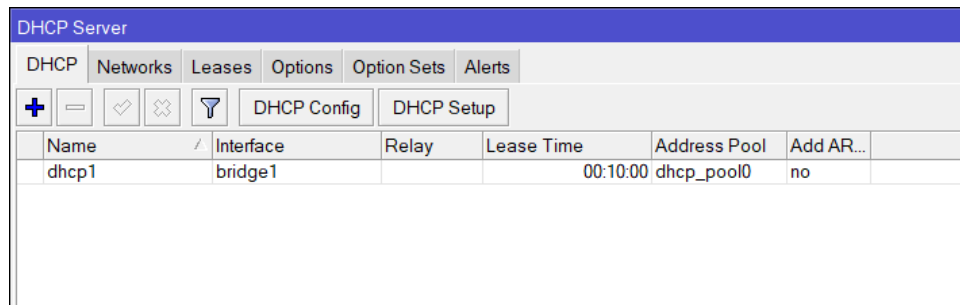 DHCP Server
DHCP Networks Leases Options Option Sets Alerts
DHCP Config DHCP Setup
Name Interface Relay Lease Time Address Pool Add AR...
dhcp1 bridge1 00:10:00 dhcp_pool0 no